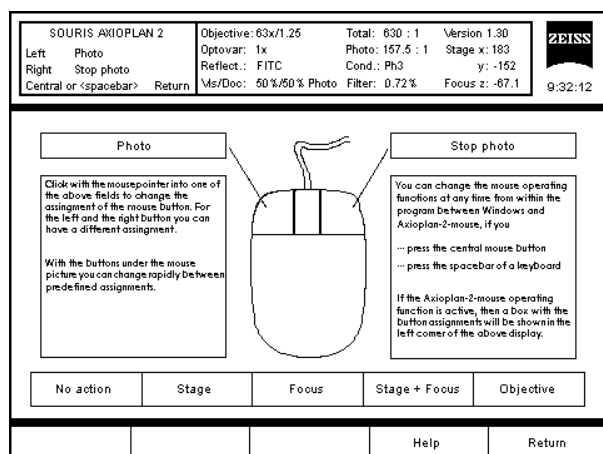 SOURIS AXIOPLAN 2
Left Photo
Right Stop photo
Central or <spacebar> Return
Objective: 63x/1.25 Total: 630 : 1 Version 1.30
Optovar: 1x Photo: 157.5 : 1 Stage x: 183
Reflect.: FITC Cond.: Ph3 y: -152
Vis/Doc: 50%/50% Photo Filter: 0.72% Focus z: -67.1
ZEISS
9:32:12
Photo
Stop photo
Click with the mousepointer into one of
the above fields to change the
assingment of the mouse button. For
the left and the right button you can
have a different assingment.
With the buttons under the mouse
picture you can change rapidly between
predefined assignments.
You can change the mouse operating
functions at any time from within the
program between Windows and
Axioplan-2-mouse, if you
--- press the central mouse button
--- press the spacebar of a keyboard
If the Axioplan-2-mouse operating
function is active, then a box with the
button assignments will be shown in the
left corner of the above display.
No action Stage Focus Stage + Focus Objective
Help Return